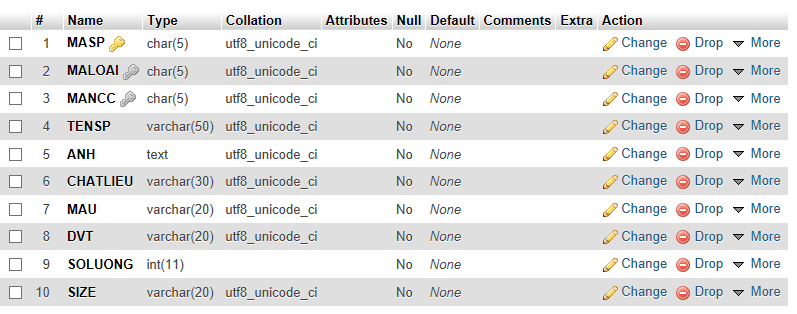 # Name Type Collation Attributes Null Default Comments Extra Action
1 MASP char(5) utf8_unicode_ci No None Change Drop More
2 MALOAI char(5) utf8_unicode_ci No None Change Drop More
3 MANCC char(5) utf8_unicode_ci No None Change Drop More
4 TENSP varchar(50) utf8_unicode_ci No None Change Drop More
5 ANH text utf8_unicode_ci No None Change Drop More
6 CHATLIEU varchar(30) utf8_unicode_ci No None Change Drop More
7 MAU varchar(20) utf8_unicode_ci No None Change Drop More
8 DVT varchar(20) utf8_unicode_ci No None Change Drop More
9 SOLUONG int(11) No None Change Drop More
10 SIZE varchar(20) utf8_unicode_ci No None Change Drop More